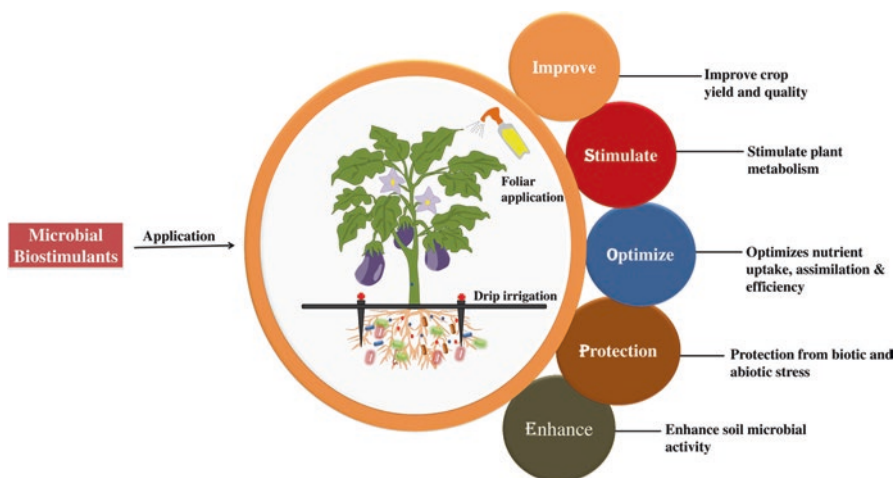 Microbial
Biostimulants
Application
Foliar
application
Drip irrigation
Improve
Improve crop
yield and quality
Stimulate
Stimulate plant
metabolism
Optimize
Optimizes nutrient
uptake, assimilation &
efficiency
Protection
Protection from biotic and
abiotic stress
Enhance
Enhance soil microbial
activity